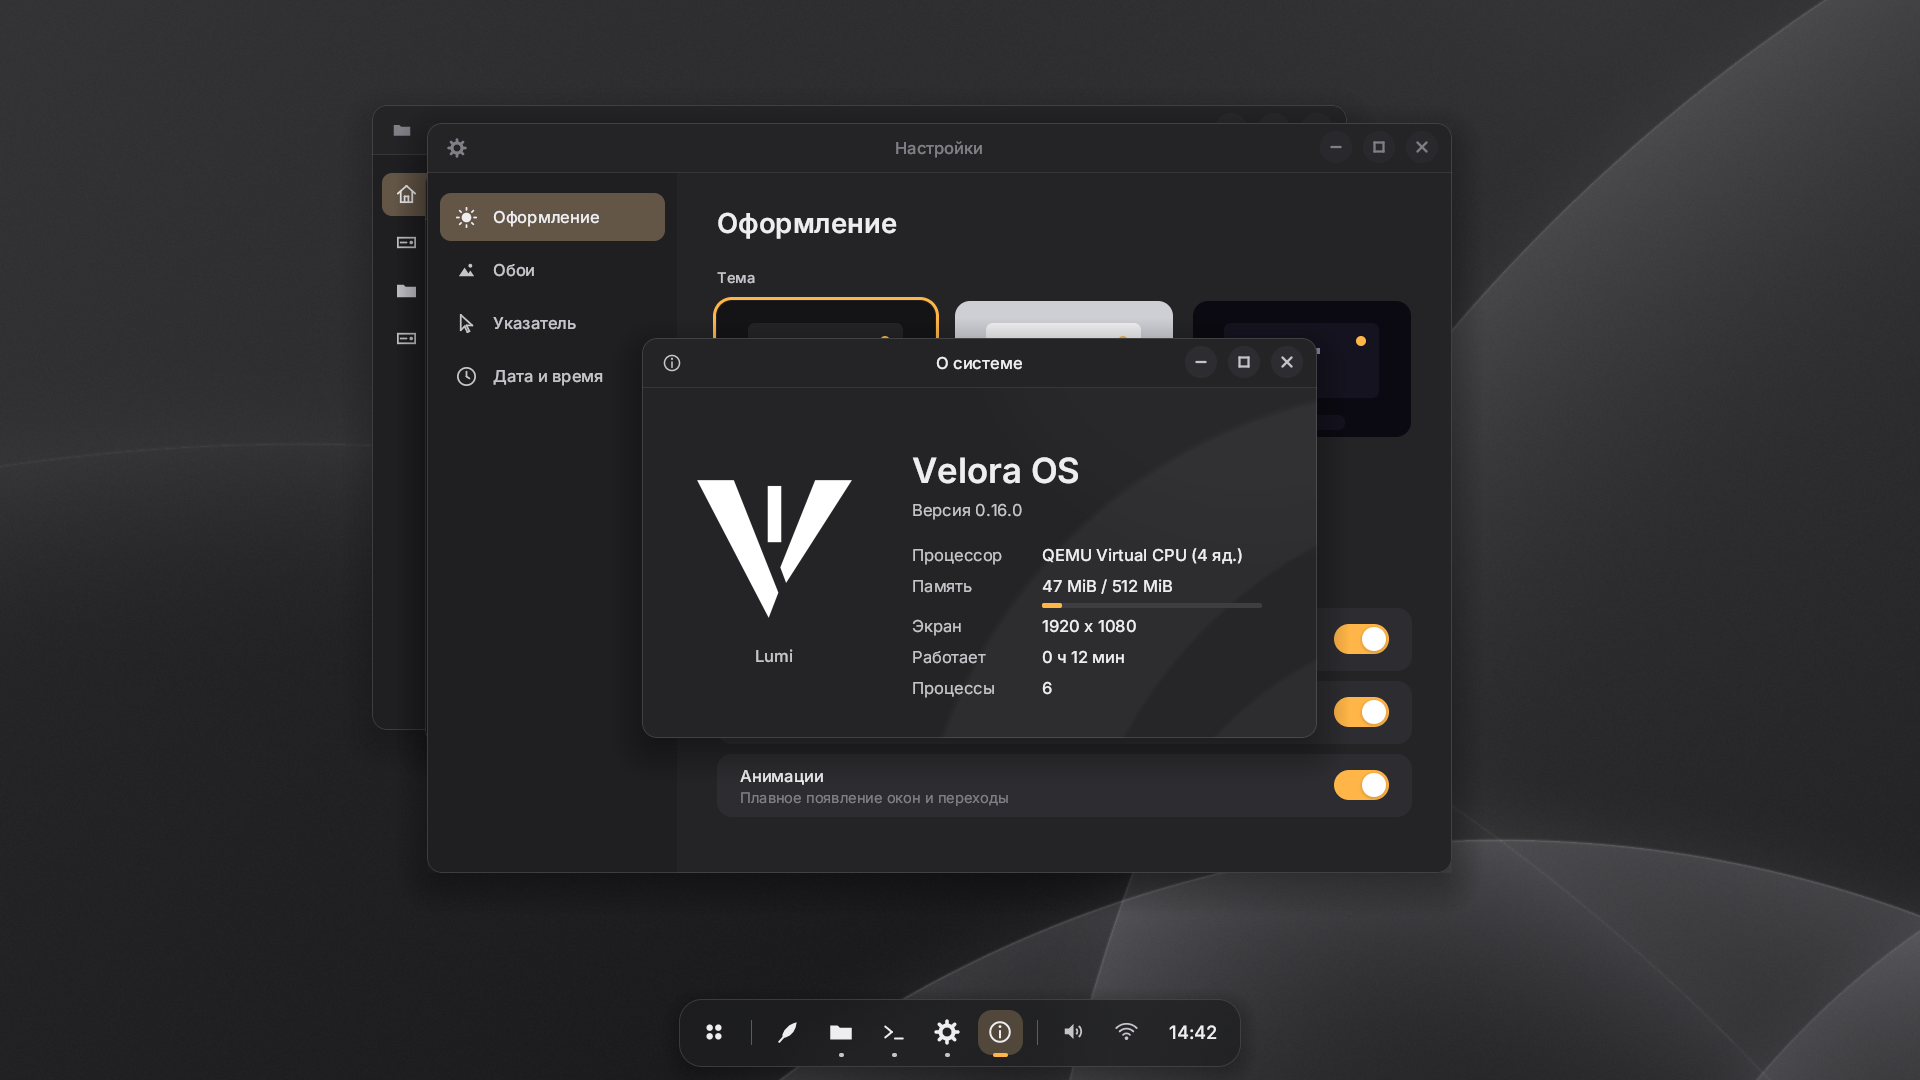 Настройки
Оформление
Обои
Указатель
Дата и время
Оформление
Тема
О системе
Velora OS
Версия 0.16.0
Процессор QEMU Virtual CPU (4 яд.)
Память 47 MiB / 512 MiB
Экран 1920 x 1080
Работает 0 ч 12 мин
Процессы 6
Lumi
Анимации
Плавное появление окон и переходы
14:42